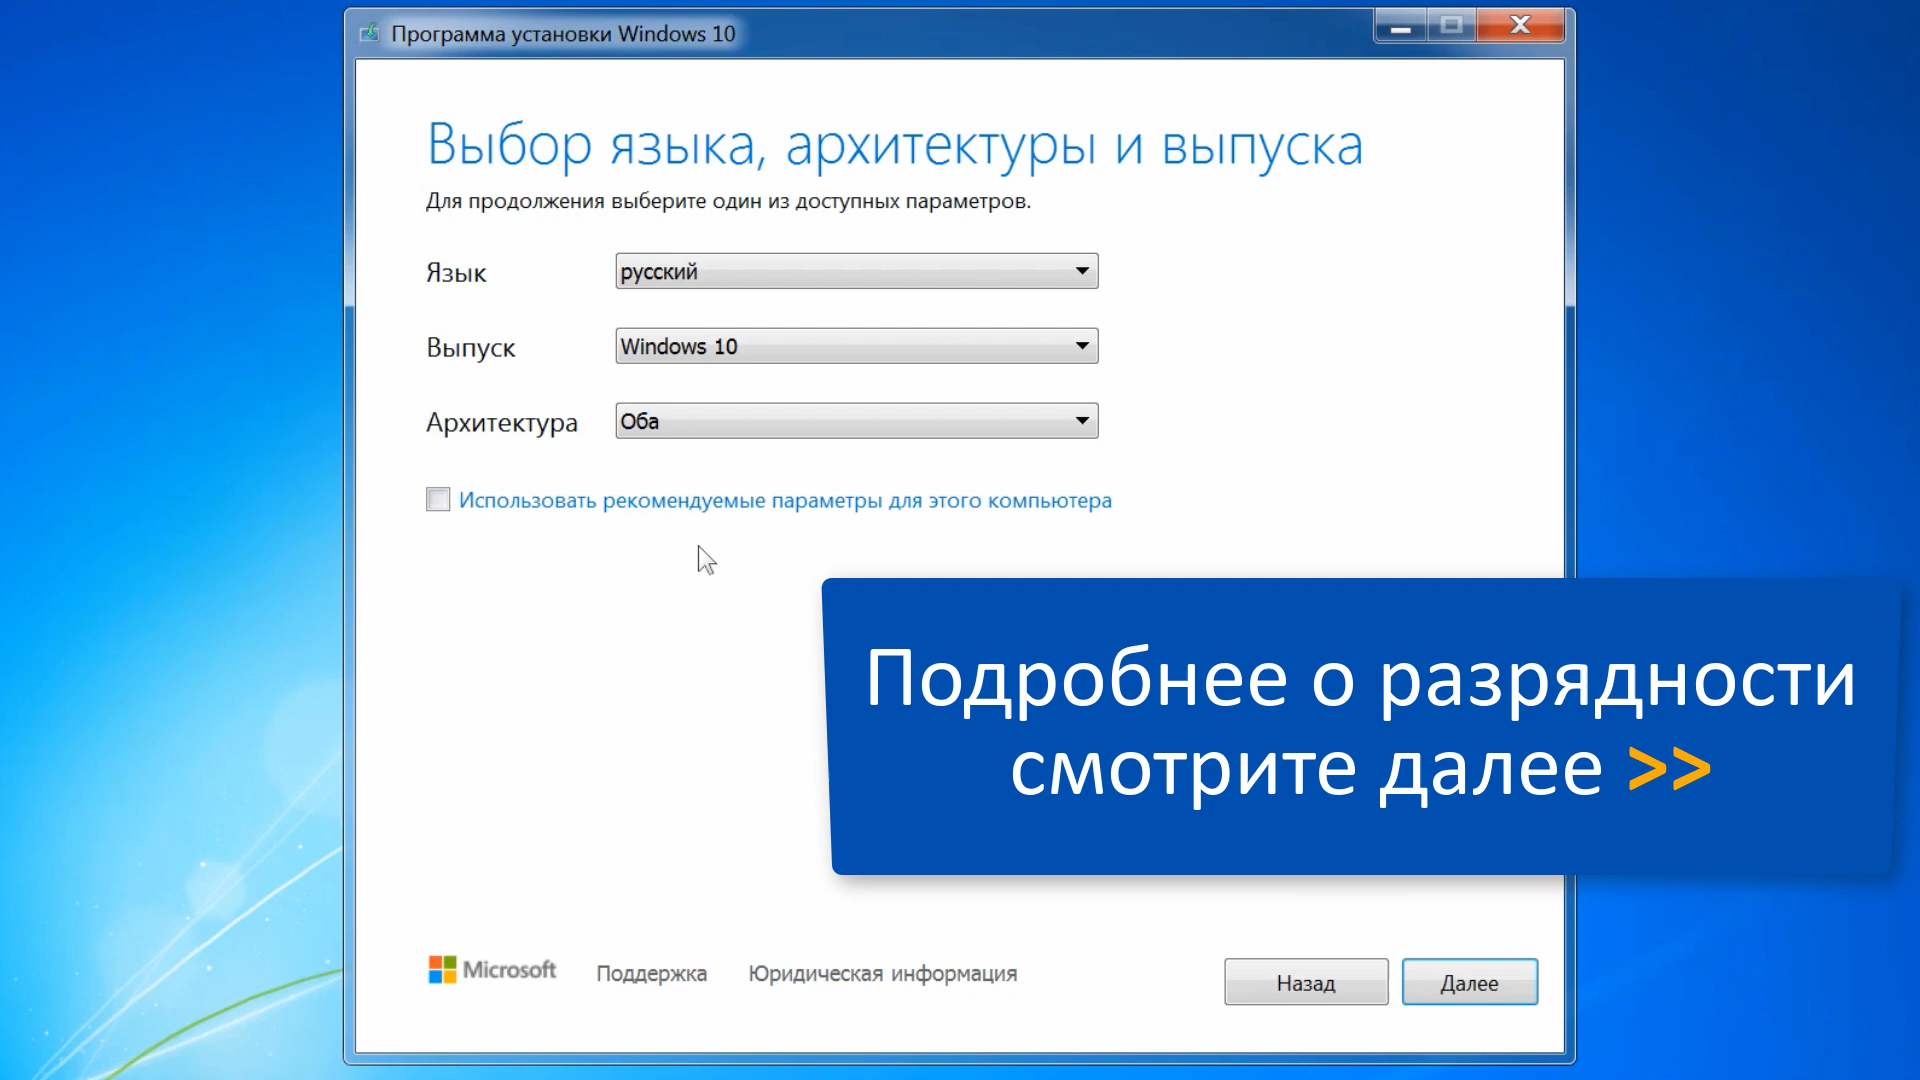 Программа установки Windows 10
Выбор языка, архитектуры и выпуска
Для продолжения выберите один из доступных параметров.
Язык
русский
Выпуск
Windows 10
Архитектура
Оба
Использовать рекомендуемые параметры для этого компьютера
Подробнее о разрядности
смотрите далее >>
Microsoft
Поддержка
Юридическая информация
Назад
Далее